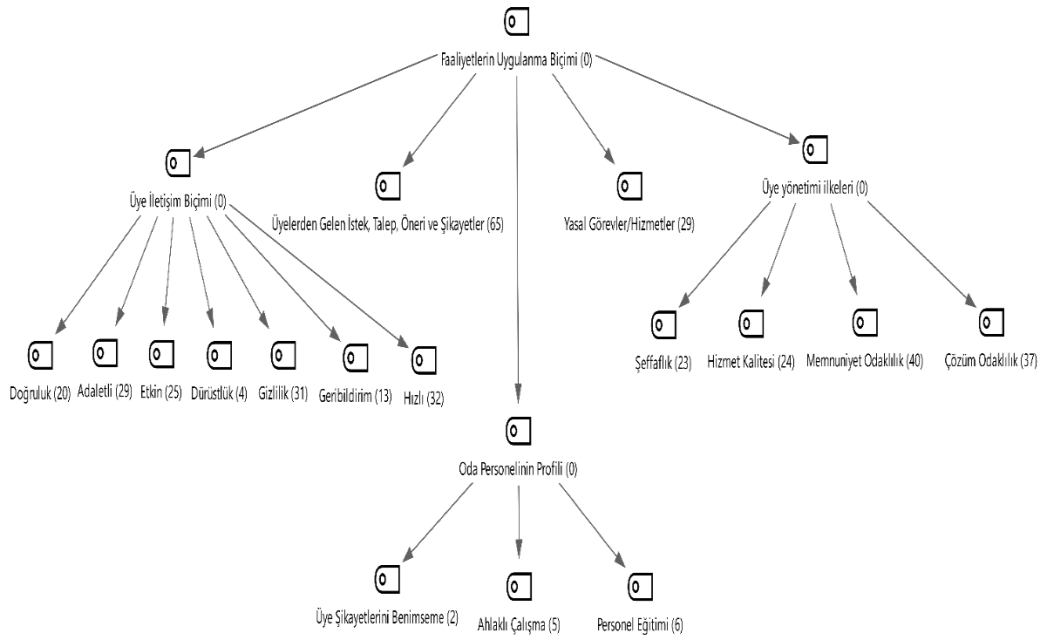 Faaliyetlerin Uygulanma Biçimi (0)
Üye İletişim Biçimi (0)
Üyelerden Gelen İstek, Talep, Öneri ve Şikayetler (65)
Yasal Görevler/Hizmetler (29)
Üye yönetimi ilkeleri (0)
Doğruluk (20)
Adaletli (29)
Etkin (25)
Dürüstlük (4)
Gizlilik (31)
Geribildirim (13)
Hızlı (32)
Şeffaflık (23)
Hizmet Kalitesi (24)
Memnuniyet Odaklılık (40)
Çözüm Odaklılık (37)
Oda Personelinin Profili (0)
Üye Şikayetlerini Benimseme (2)
Ahlaklı Çalışma (5)
Personel Eğitimi (6)